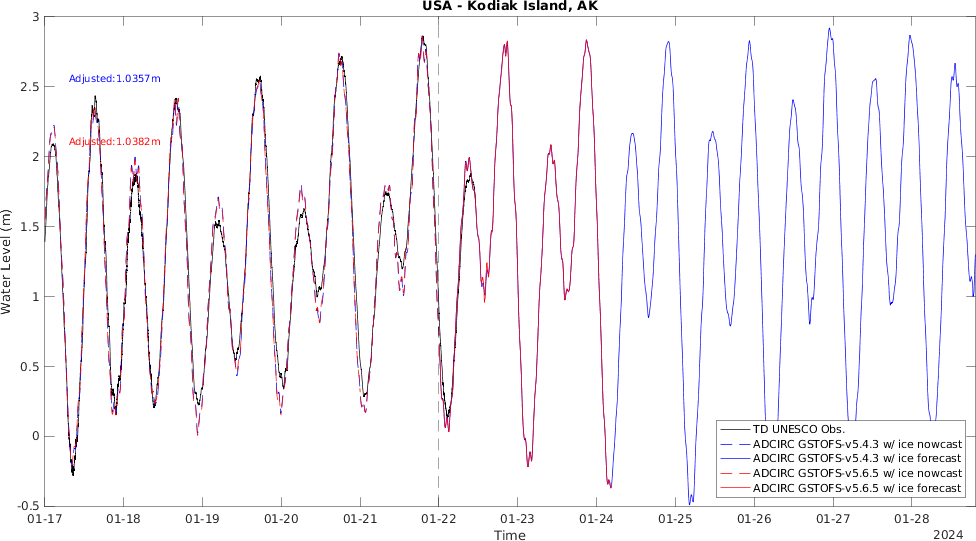 USA - Kodiak Island, AK
3
2.5
2
1.5
1
0.5
0
-0.5
Water Level (m)
Adjusted:1.0357m
Adjusted:1.0382m
TD UNESCO Obs.
ADCIRC GSTOFS-v5.4.3 w/ ice nowcast
ADCIRC GSTOFS-v5.4.3 w/ ice forecast
ADCIRC GSTOFS-v5.6.5 w/ ice nowcast
ADCIRC GSTOFS-v5.6.5 w/ ice forecast
01-17 01-18 01-19 01-20 01-21 01-22 01-23 01-24 01-25 01-26 01-27 01-28
Time
2024